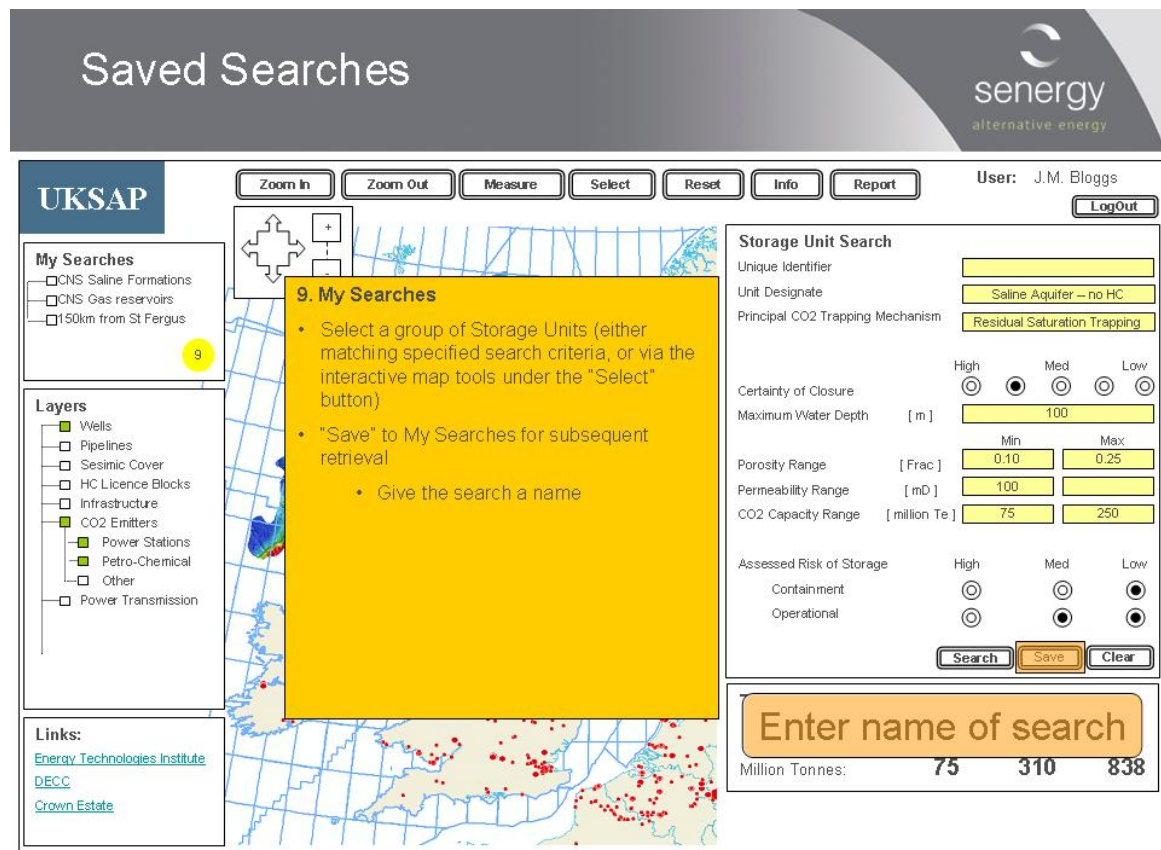 Saved Searches
senergy
alternative energy
UKSAP
Zoom In
Zoom Out
Measure
Select
Reset
Info
Report
User: J.M. Bloggs
LogOut
My Searches
CNS Saline Formations
CNS Gas reservoirs
150km from St Fergus
9
Layers
Wells
Pipelines
Sesimic Cover
HC Licence Blocks
Infrastructure
CO2 Emitters
Power Stations
Petro-Chemical
Other
Power Transmission
Links:
Energy Technologies Institute
DECC
Crown Estate
+
-
9. My Searches
• Select a group of Storage Units (either
matching specified search criteria, or via the
interactive map tools under the "Select"
button)
• "Save" to My Searches for subsequent
retrieval
• Give the search a name
Storage Unit Search
Unique Identifier
Unit Designate Saline Aquifer – no HC
Principal CO2 Trapping Mechanism Residual Saturation Trapping
High Med Low
Certainty of Closure
Maximum Water Depth [ m ] 100
Min Max
Porosity Range [ Frac ] 0.10 0.25
Permeability Range [ mD ] 100
CO2 Capacity Range [ million Te ] 75 250
Assessed Risk of Storage High Med Low
Containment
Operational
Search Save Clear
Enter name of search
Million Tonnes: 75 310 838